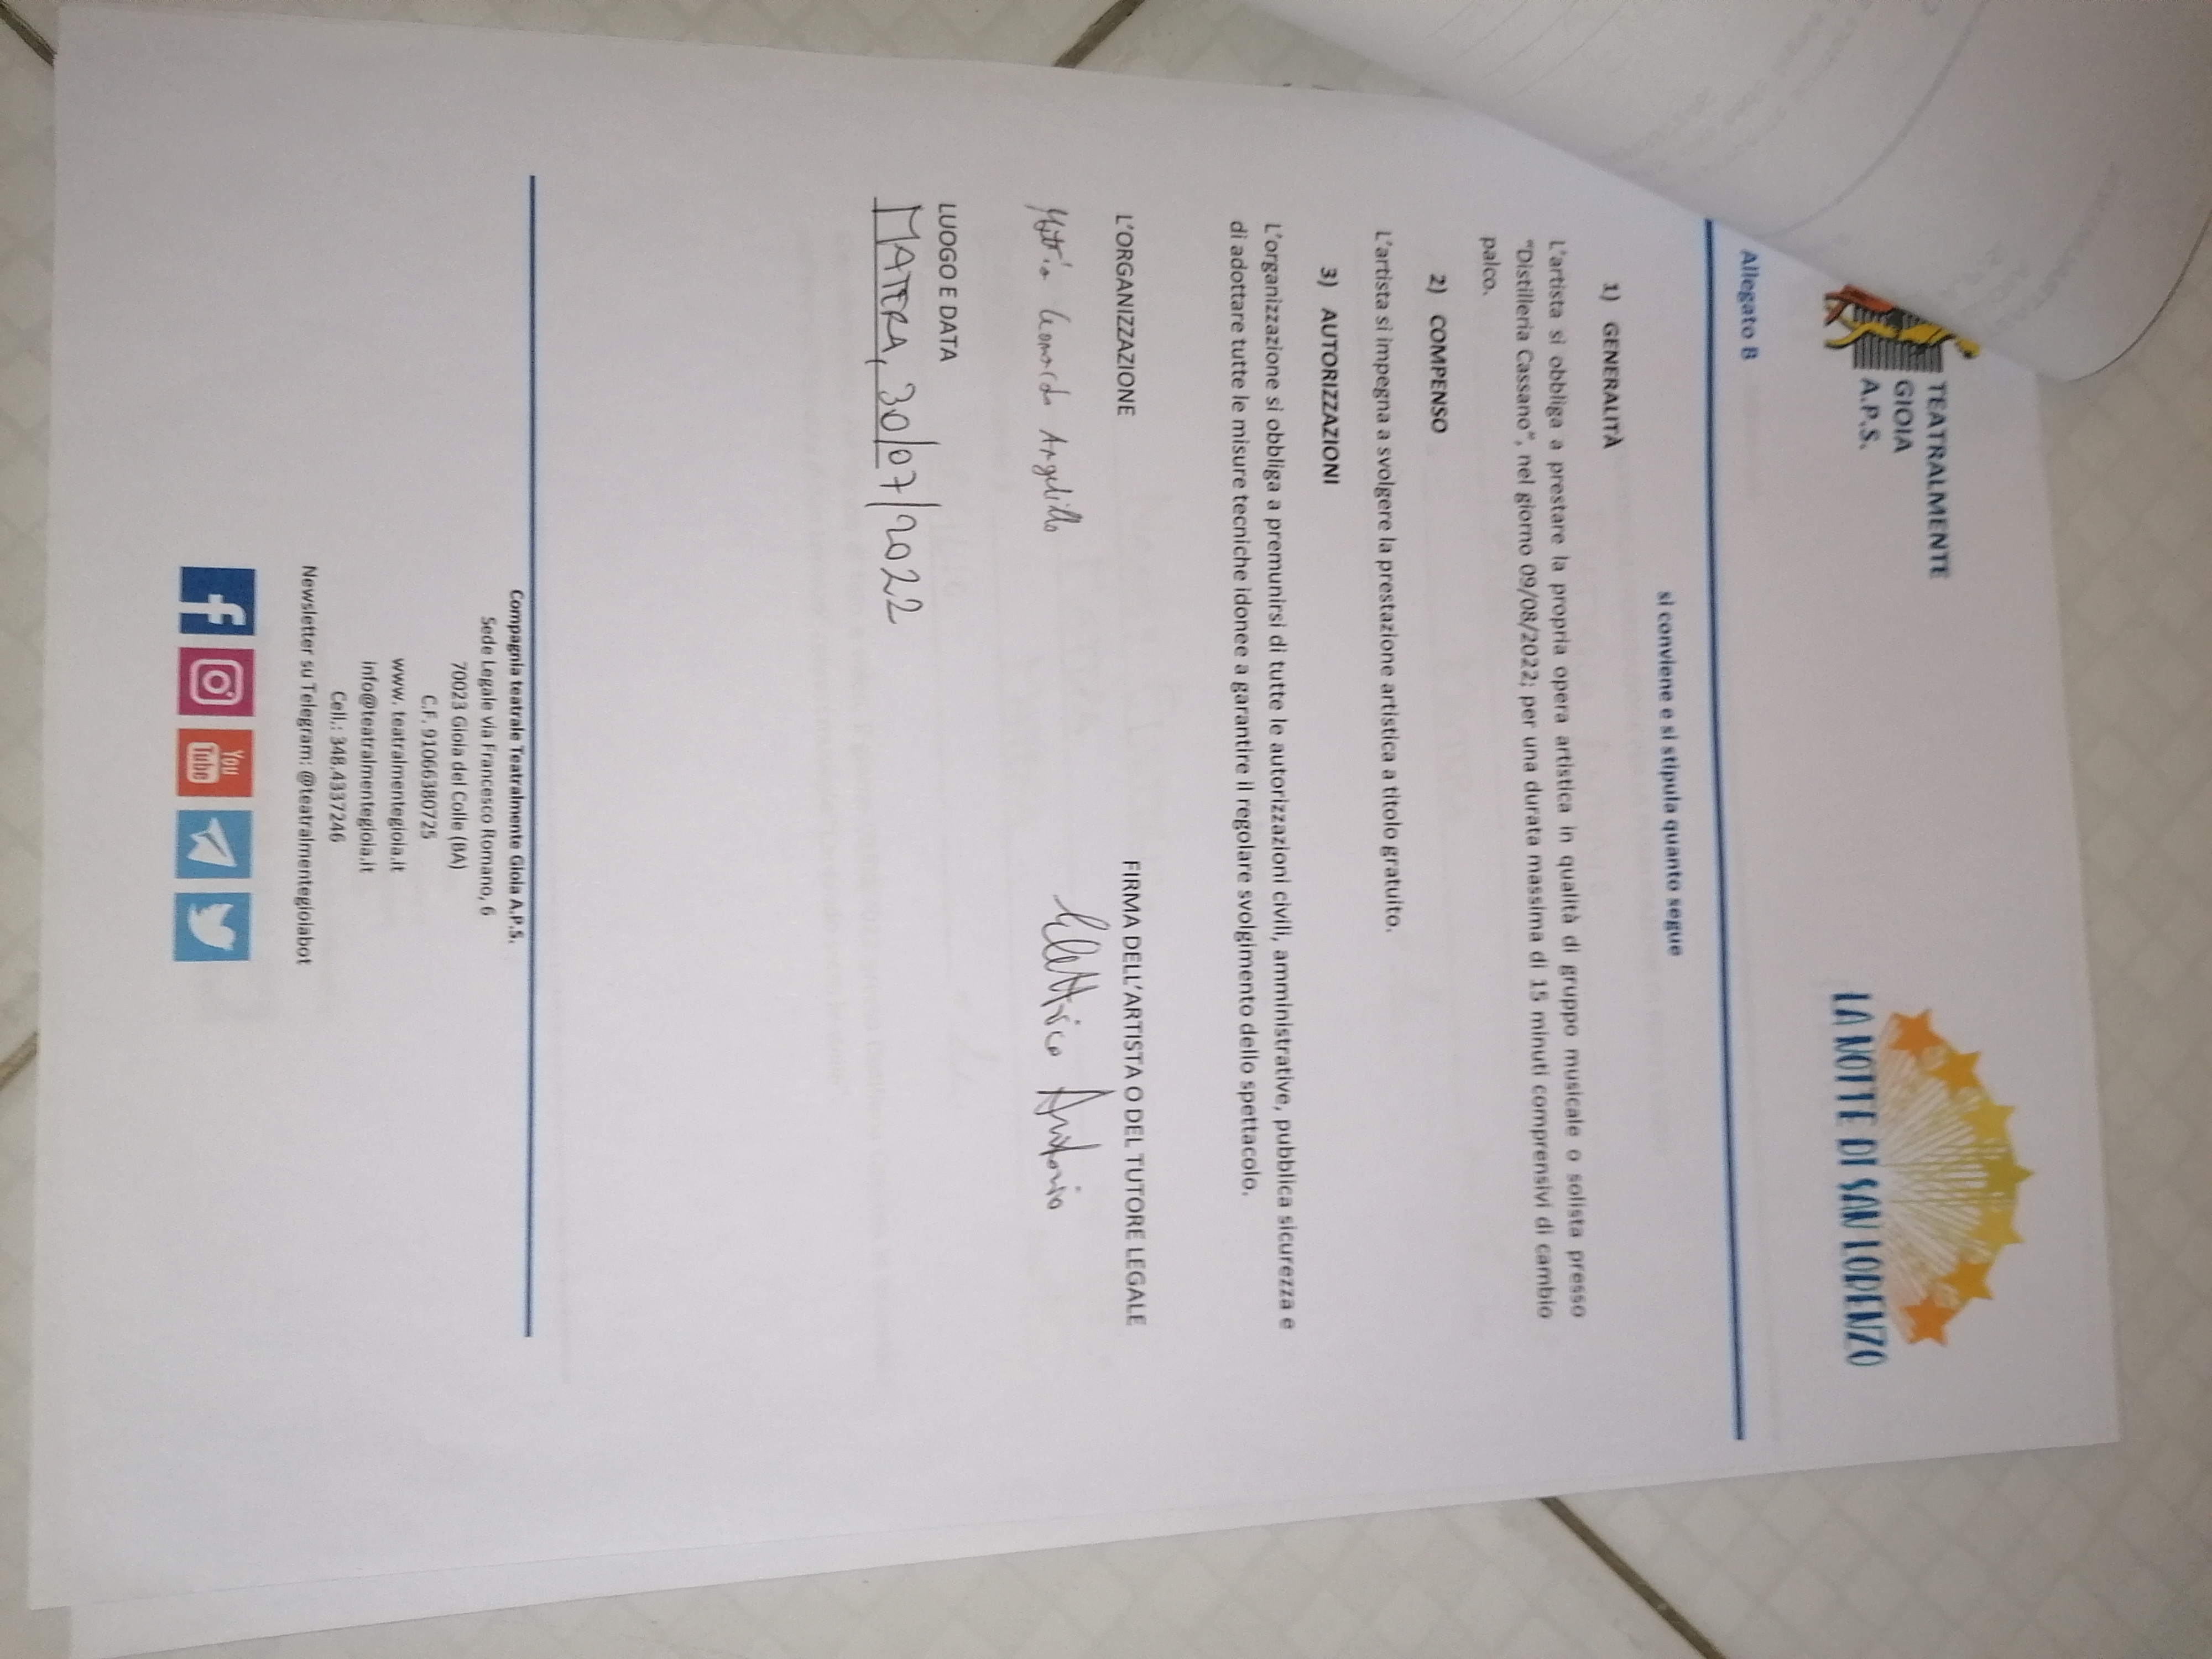 TEATRALMENTE
GIOIA
A.P.S.
LA NOTTE DI SAN LORENZO
Allegato B
si conviene e si stipula quanto segue
1) GENERALITÀ
L'artista si obbliga a prestare la propria opera artistica in qualità di gruppo musicale o solista presso
"Distilleria Cassano", nel giorno 09/08/2022; per una durata massima di 15 minuti comprensivi di cambio
palco.
2) COMPENSO
L'artista si impegna a svolgere la prestazione artistica a titolo gratuito.
3) AUTORIZZAZIONI
L'organizzazione si obbliga a premunirsi di tutte le autorizzazioni civili, amministrative, pubblica sicurezza e
di adottare tutte le misure tecniche idonee a garantire il regolare svolgimento dello spettacolo.
L'ORGANIZZAZIONE
Leonardo Angelillo
FIRMA DELL'ARTISTA O DEL TUTORE LEGALE
Elettrico Antonio
LUOGO E DATA
MATERA, 30/07/2022
Compagnia teatrale Teatralmente Gioia A.P.S.
Sede Legale via Francesco Romano, 6
70023 Gioia del Colle (BA)
C.F. 91066380725
www. teatralmentegioia.it
info@teatralmentegioia.it
Cell.: 348.4337246
Newsletter su Telegram: @teatralmentegioiabot
You
Tube